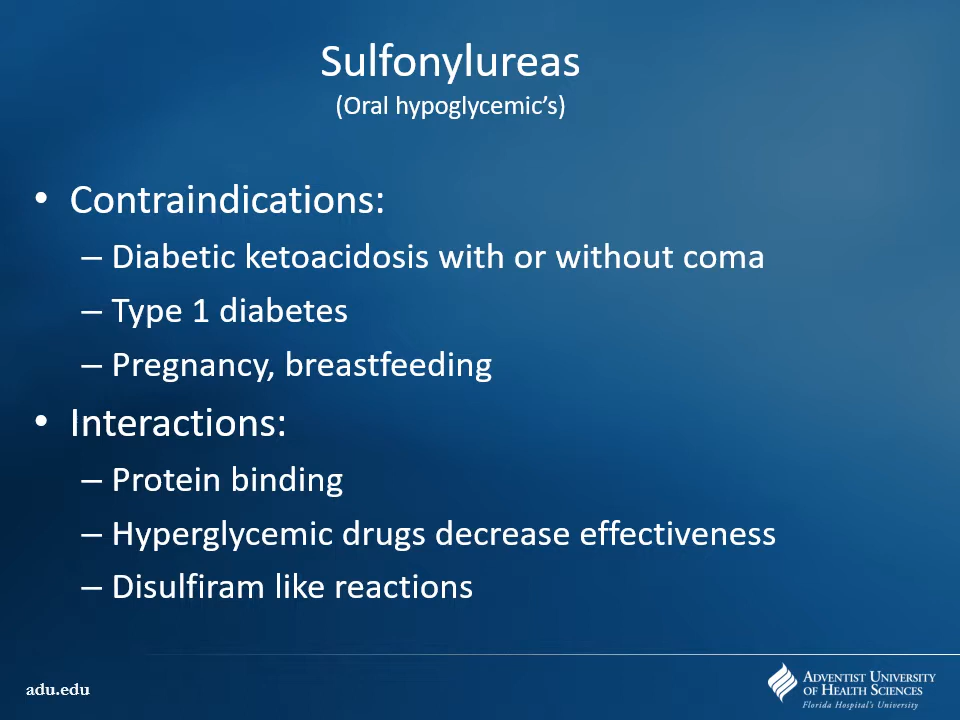 Sulfonylureas
(Oral hypoglycemic’s)
• Contraindications:
– Diabetic ketoacidosis with or without coma
– Type 1 diabetes
– Pregnancy, breastfeeding
• Interactions:
– Protein binding
– Hyperglycemic drugs decrease effectiveness
– Disulfiram like reactions
adu.edu
ADVENTIST UNIVERSITY
OF HEALTH SCIENCES
Florida Hospital's University